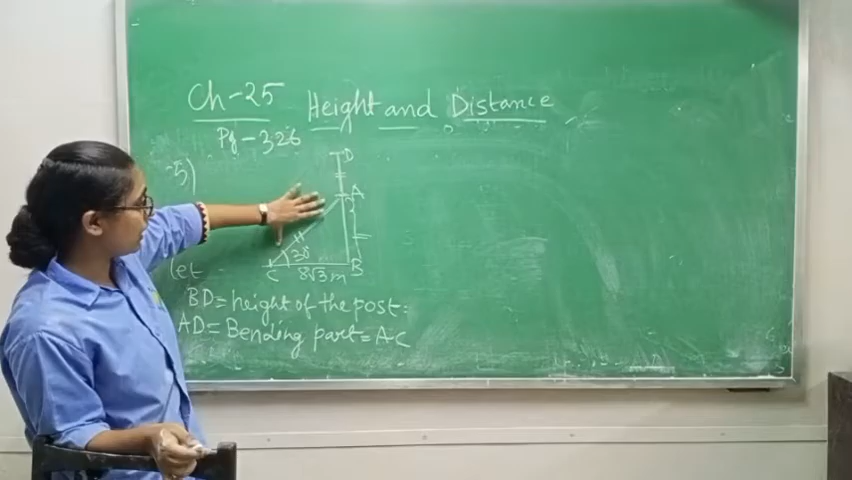 Ch-25 Height and Distance
Pg-326
5)
D
A
H
30°
C 8√3 m B
let
BD = height of the post:
AD = Bending part = AC